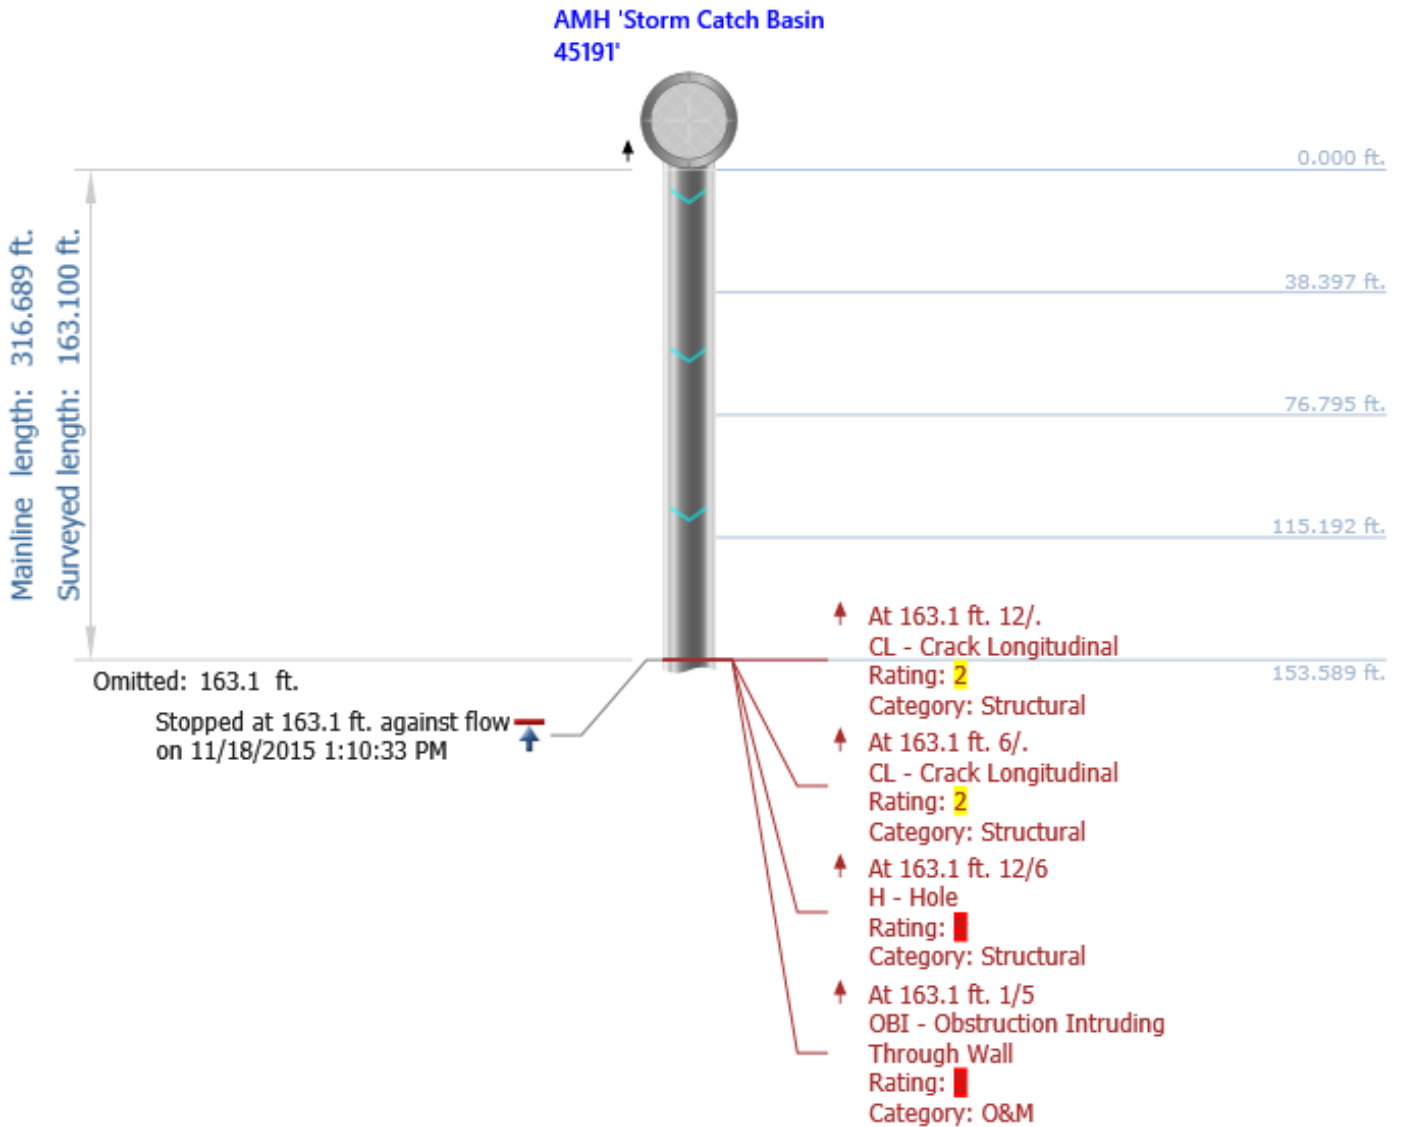 AMH 'Storm Catch Basin
45191'
0.000 ft.
38.397 ft.
76.795 ft.
115.192 ft.
153.589 ft.
Mainline length: 316.689 ft.
Surveyed length: 163.100 ft.
Omitted: 163.1 ft.
Stopped at 163.1 ft. against flow
on 11/18/2015 1:10:33 PM
At 163.1 ft. 12/.
CL - Crack Longitudinal
Rating: 2
Category: Structural
At 163.1 ft. 6/.
CL - Crack Longitudinal
Rating: 2
Category: Structural
At 163.1 ft. 12/6
H - Hole
Rating:
Category: Structural
At 163.1 ft. 1/5
OBI - Obstruction Intruding
Through Wall
Rating:
Category: O&M